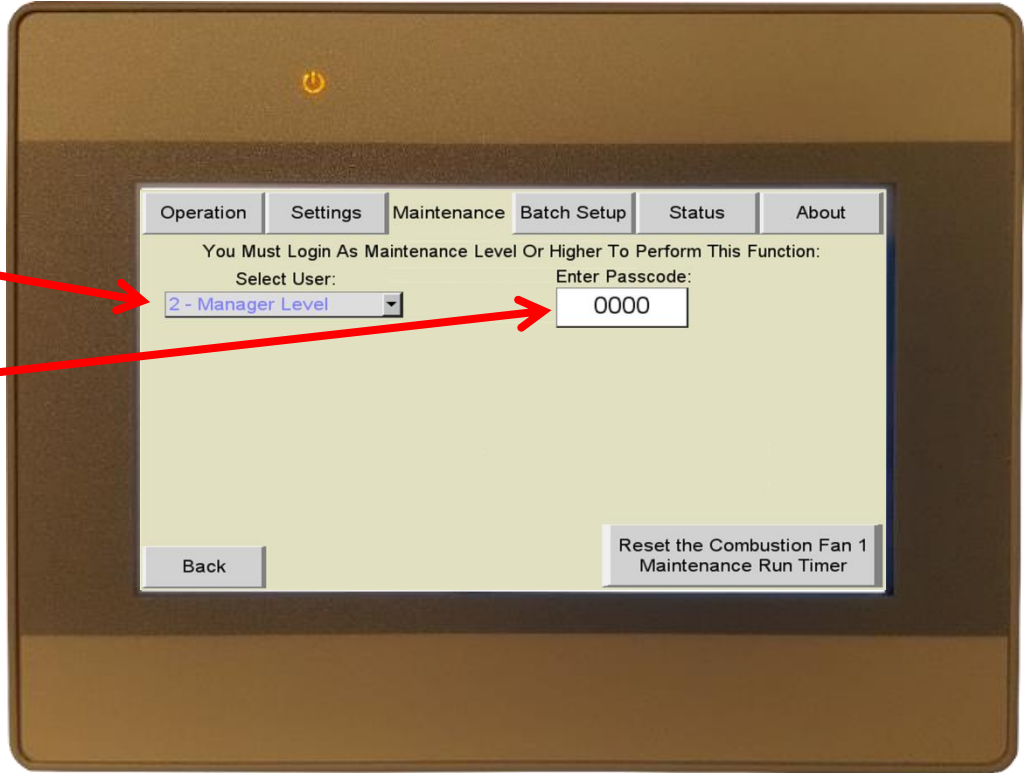 Operation Settings Maintenance Batch Setup Status About
You Must Login As Maintenance Level Or Higher To Perform This Function:
Select User: Enter Passcode:
2 - Manager Level 0000
Back
Reset the Combustion Fan 1
Maintenance Run Timer